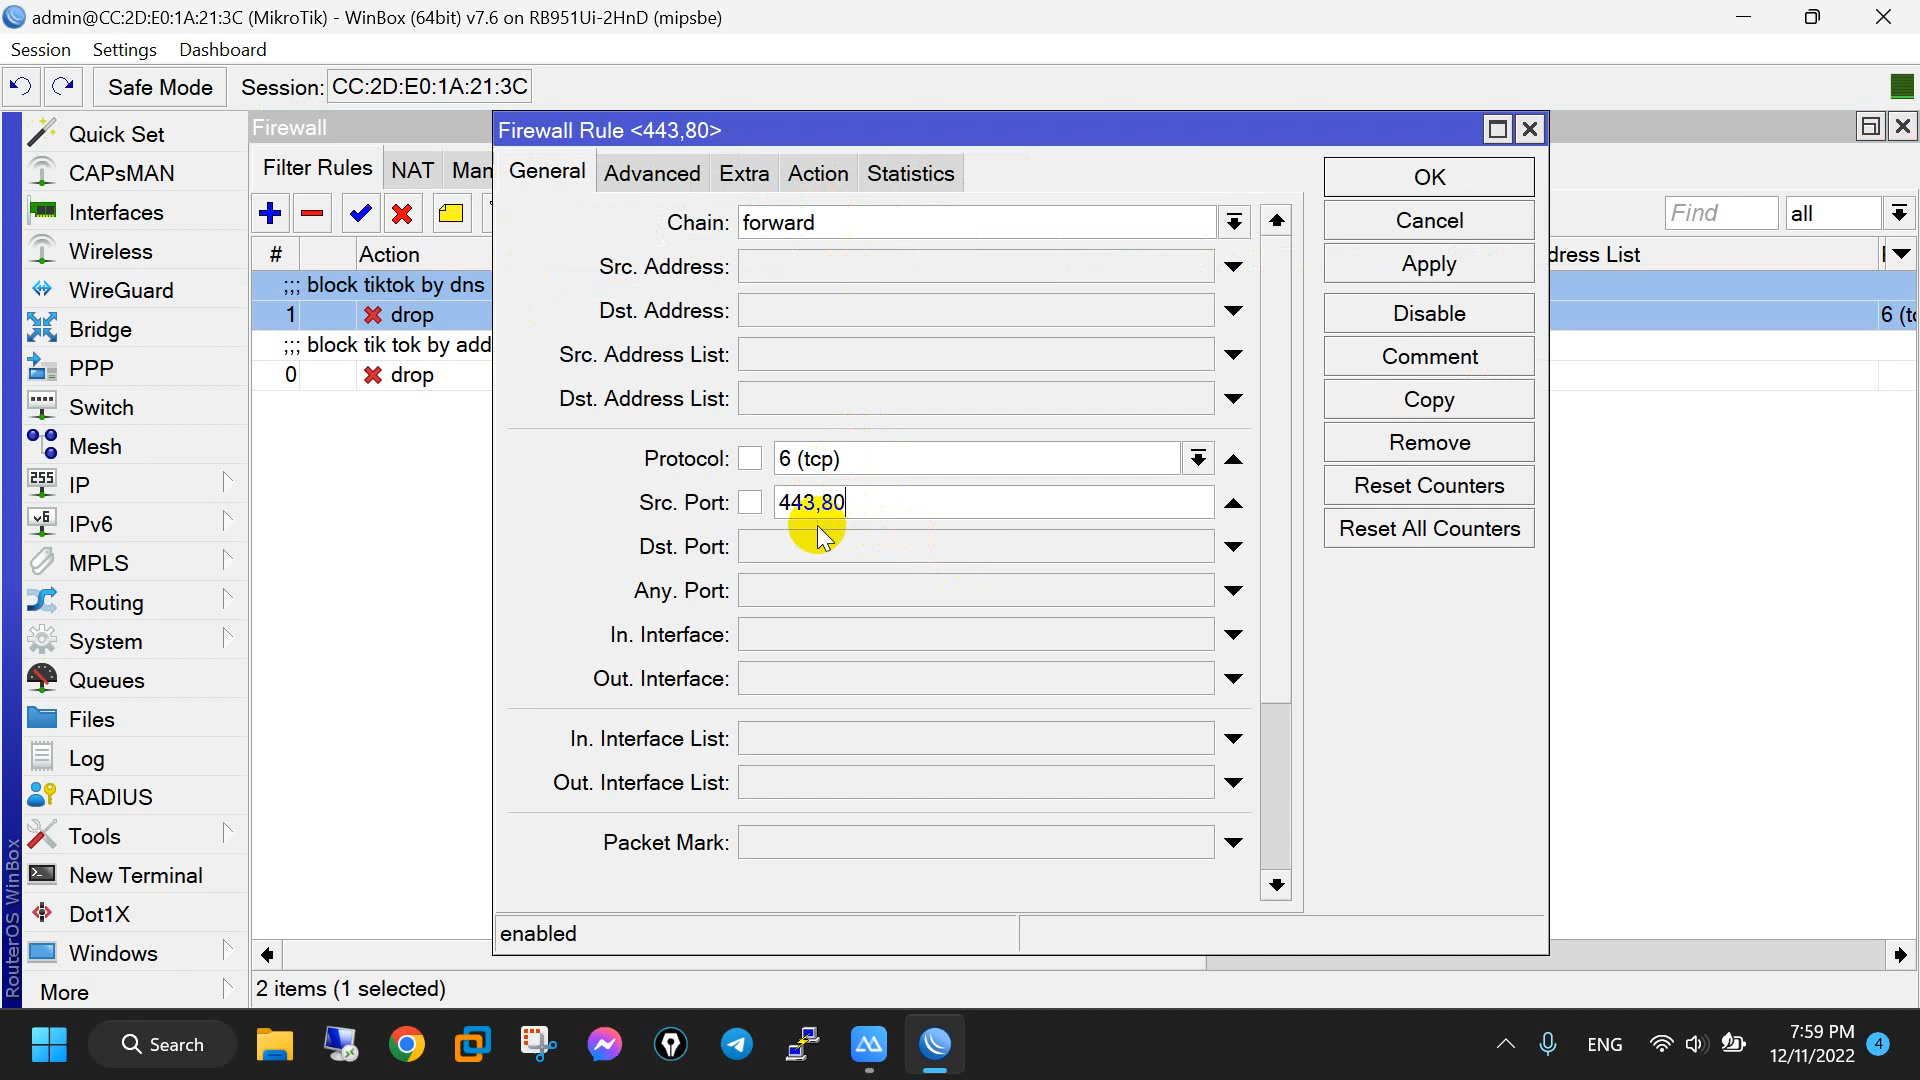 admin@CC:2D:E0:1A:21:3C (MikroTik) - WinBox (64bit) v7.6 on RB951Ui-2HnD (mipsbe)
Session Settings Dashboard
Safe Mode Session: CC:2D:E0:1A:21:3C
Quick Set
CAPsMAN
Interfaces
Wireless
WireGuard
Bridge
PPP
Switch
Mesh
IP
IPv6
MPLS
Routing
System
Queues
Files
Log
RADIUS
Tools
New Terminal
Dot1X
Windows
More
RouterOS WinBox
Firewall
Filter Rules NAT Man
Find all
# Action dress List
;;; block tiktok by dns
1 drop 6 (t
;;; block tik tok by add
0 drop
2 items (1 selected)
Firewall Rule <443,80>
General Advanced Extra Action Statistics
Chain: forward
Src. Address:
Dst. Address:
Src. Address List:
Dst. Address List:
Protocol: 6 (tcp)
Src. Port: 443,80
Dst. Port:
Any. Port:
In. Interface:
Out. Interface:
In. Interface List:
Out. Interface List:
Packet Mark:
enabled
OK
Cancel
Apply
Disable
Comment
Copy
Remove
Reset Counters
Reset All Counters
Search
ENG
7:59 PM
12/11/2022
4